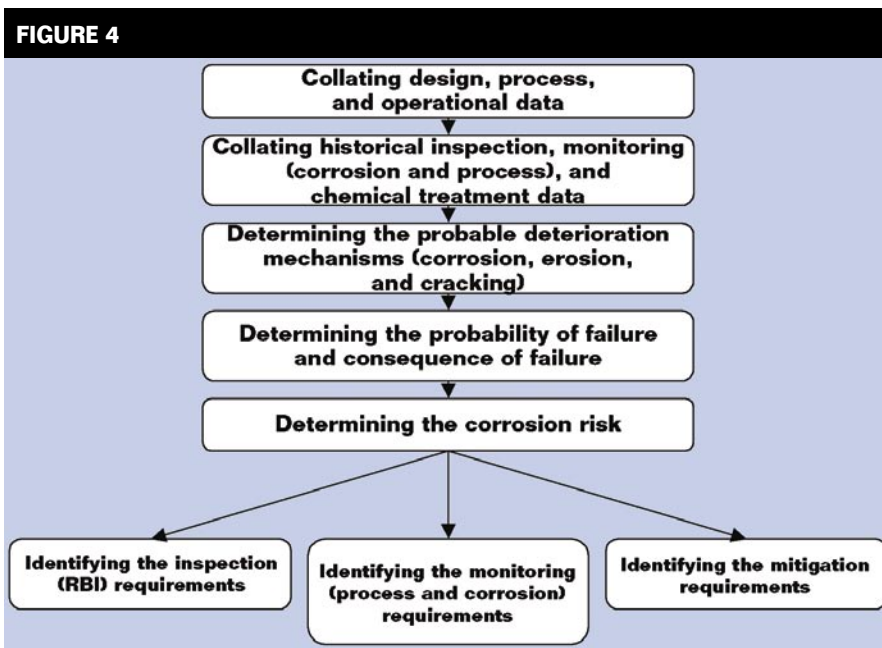 FIGURE 4
Collating design, process,
and operational data
Collating historical inspection, monitoring
(corrosion and process), and
chemical treatment data
Determining the probable deterioration
mechanisms (corrosion, erosion,
and cracking)
Determining the probability of failure
and consequence of failure
Determining the corrosion risk
Identifying the inspection
(RBI) requirements
Identifying the monitoring
(process and corrosion)
requirements
Identifying the mitigation
requirements